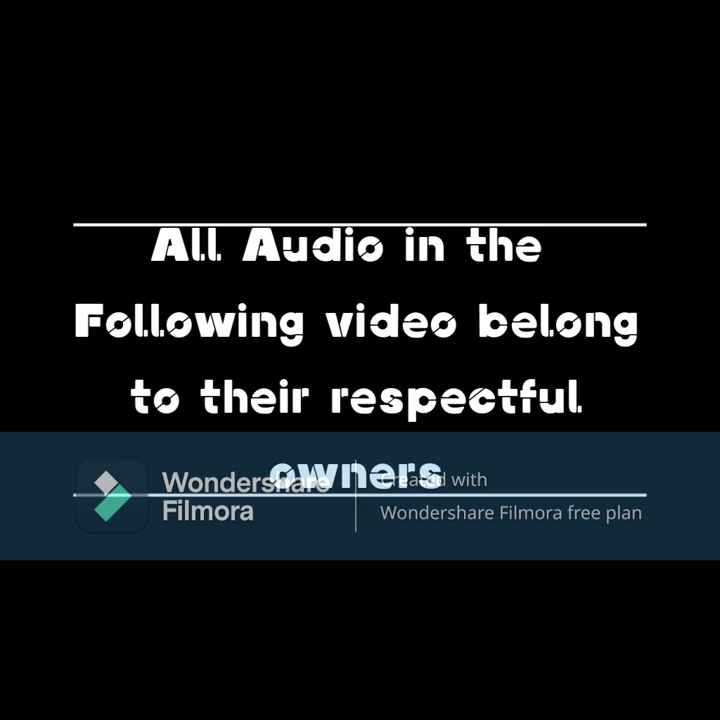 All Audio in the
Following video belong
to their respectful
owners
Wondershare
Filmora
Created with
Wondershare Filmora free plan